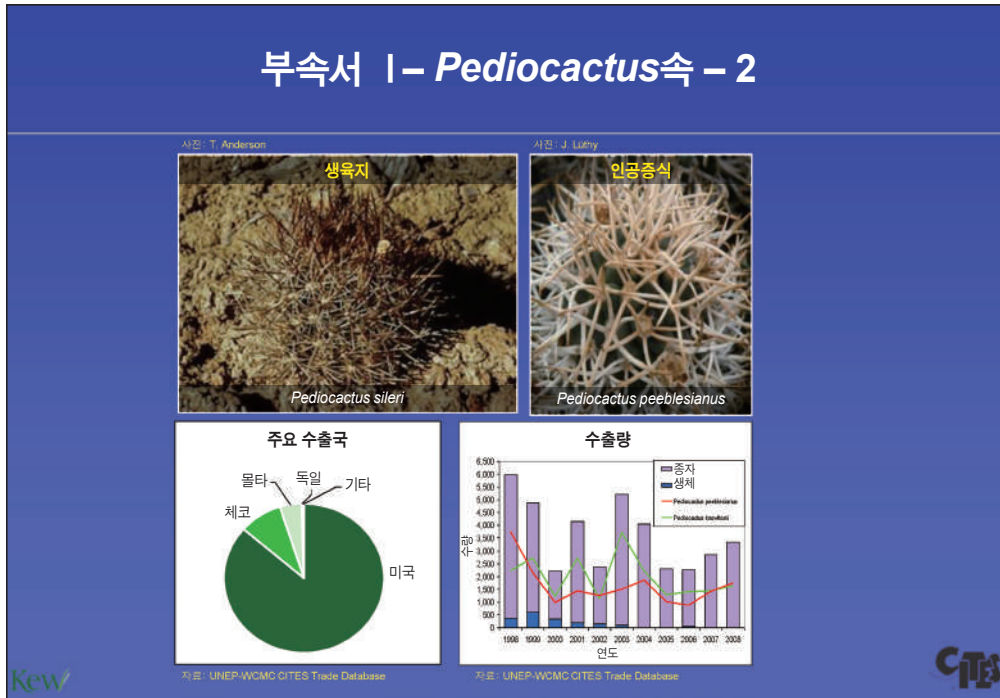 부속서 Ⅰ– Pediocactus속 – 2
사진: T. Anderson
사진: J. Lüthy
생육지
인공증식
Pediocactus sileri
Pediocactus peeblesianus
주요 수출국
몰타
독일
기타
체코
미국
수출량
6,500
6,000
5,500
5,000
4,500
4,000
3,500
3,000
2,500
2,000
1,500
1,000
500
0
수량
종자
생체
Pediocactus peeblesianus
Pediocactus knowltonii
1998 1999 2000 2001 2002 2003 2004 2005 2006 2007 2008
연도
자료: UNEP-WCMC CITES Trade Database
자료: UNEP-WCMC CITES Trade Database
Kew
CITES